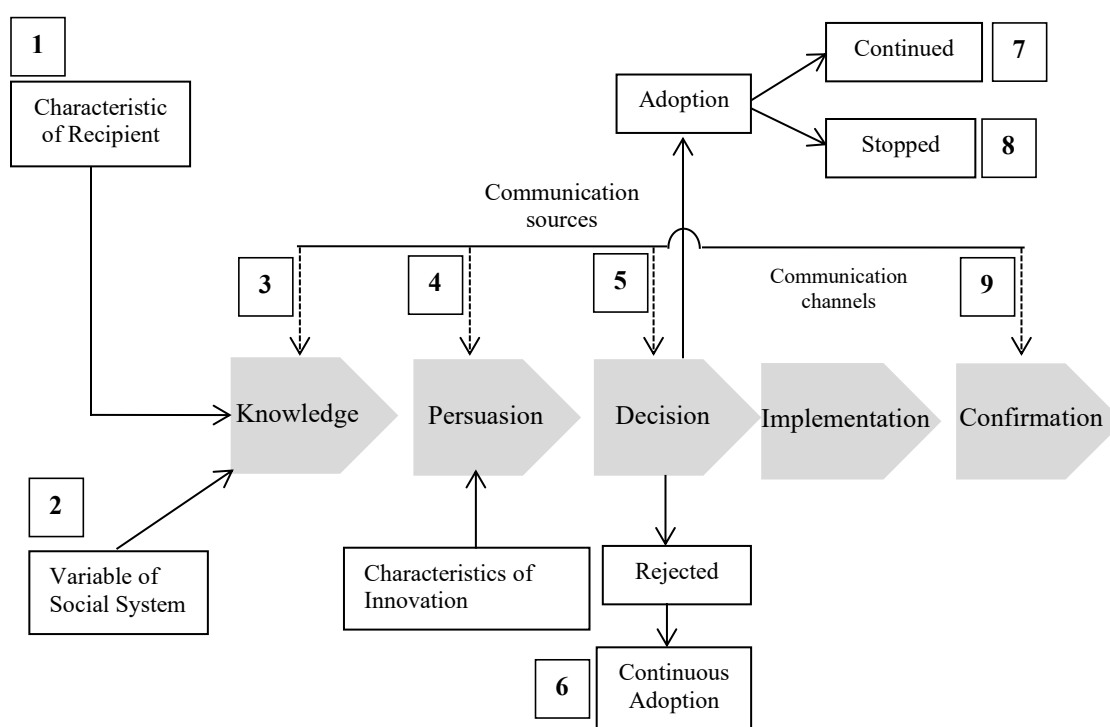 1
Characteristic
of Recipient
Adoption
Continued
7
Stopped
8
Communication
sources
3
4
5
Communication
channels
9
Knowledge
Persuasion
Decision
Implementation
Confirmation
2
Variable of
Social System
Characteristics of
Innovation
Rejected
6
Continuous
Adoption